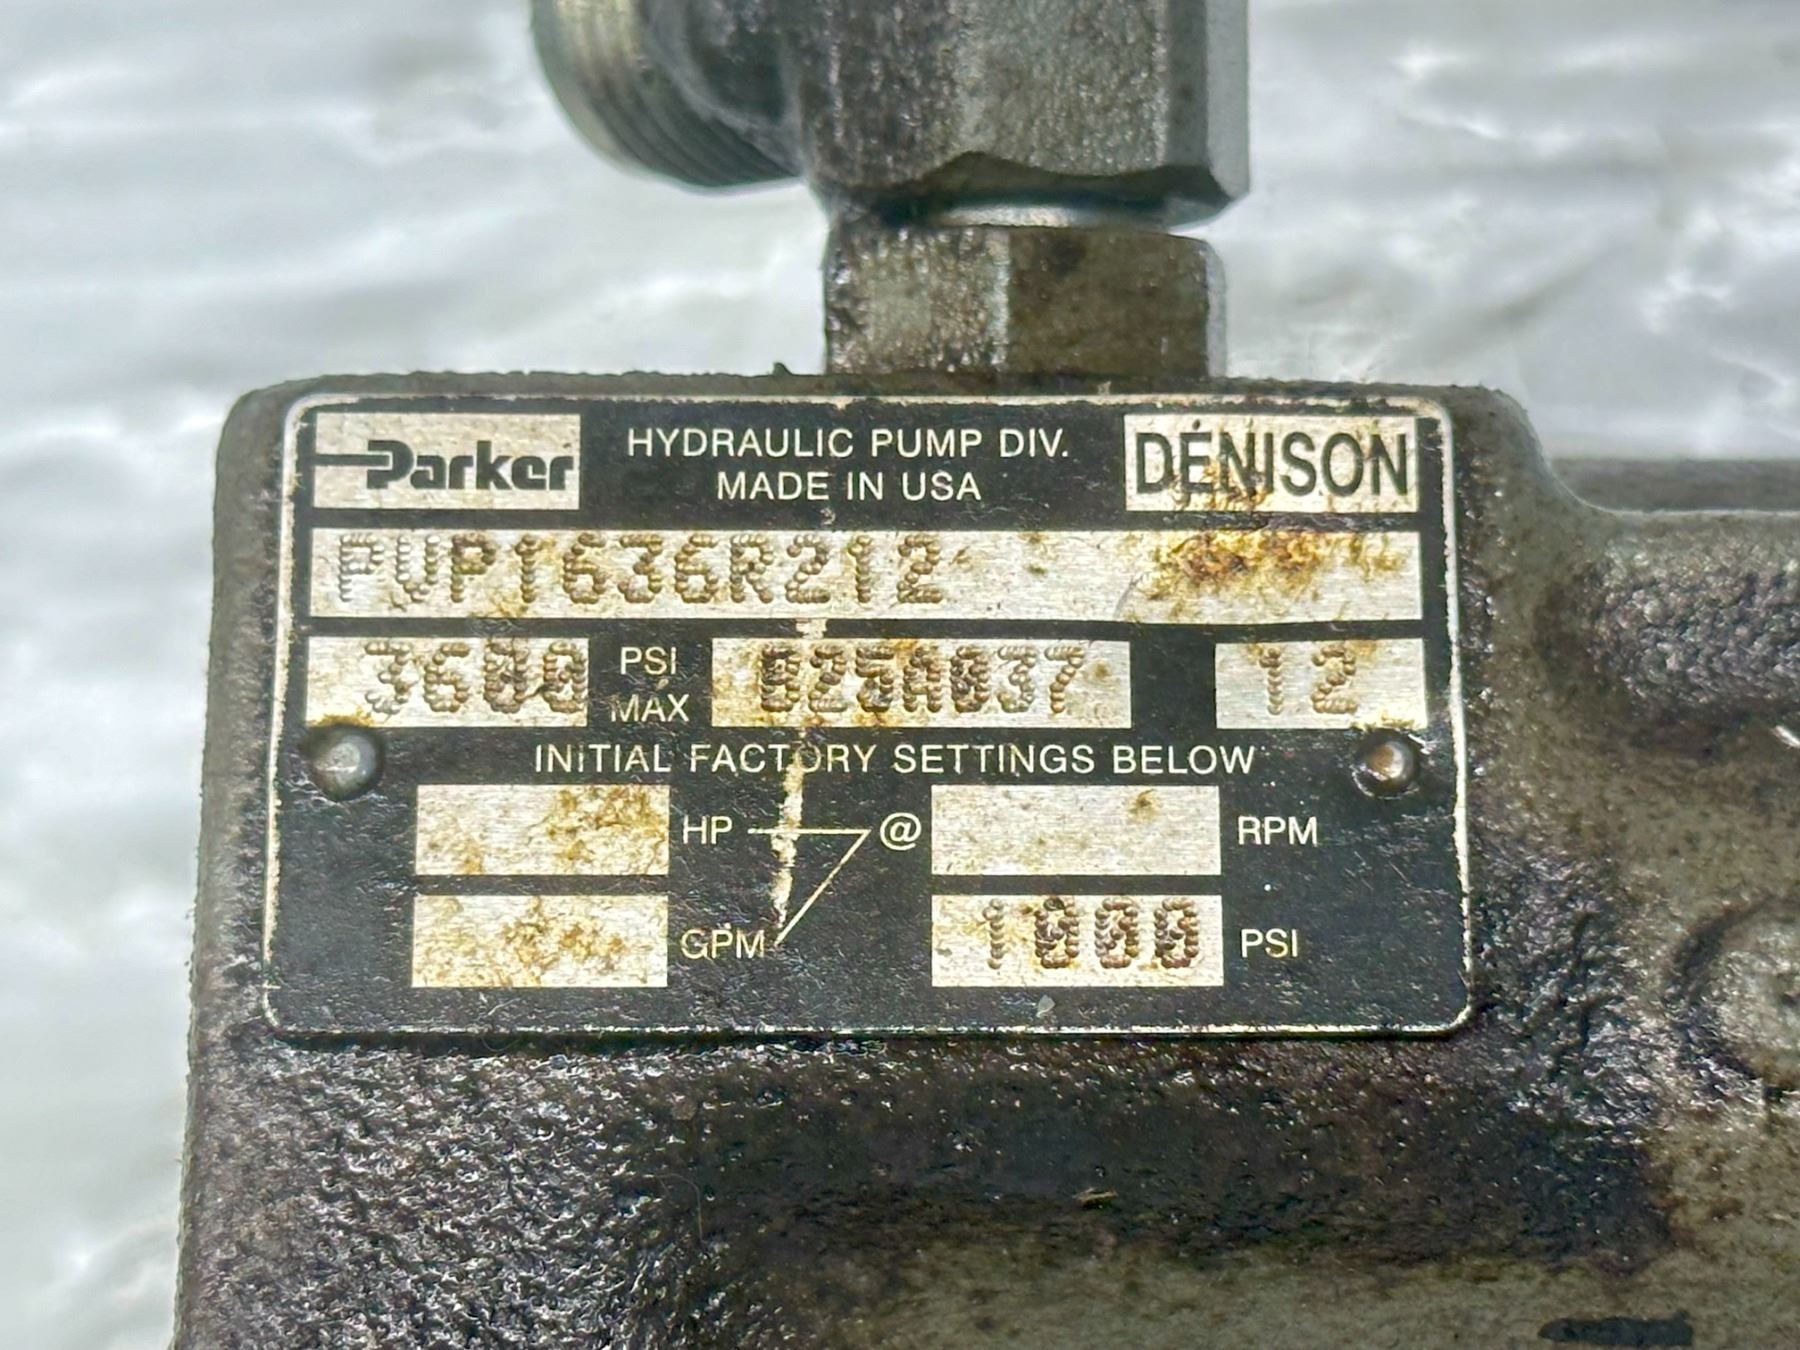 Parker HYDRAULIC PUMP DIV. DENISON
MADE IN USA
PVP1636R212
3600 PSI MAX 025A037 12
INITIAL FACTORY SETTINGS BELOW
HP @ RPM
GPM 1000 PSI